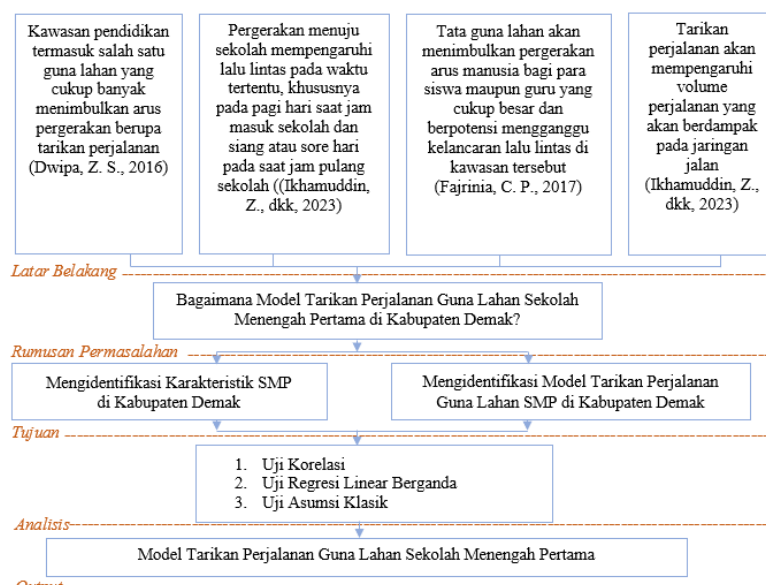 Kawasan pendidikan
termasuk salah satu
guna lahan yang
cukup banyak
menimbulkan arus
pergerakan berupa
tarikan perjalanan
(Dwipa, Z. S., 2016)
Pergerakan menuju
sekolah mempengaruhi
lalu lintas pada waktu
tertentu, khususnya
pada pagi hari saat jam
masuk sekolah dan
siang atau sore hari
pada saat jam pulang
sekolah ((Ikhamuddin,
Z., dkk, 2023)
Tata guna lahan akan
menimbulkan pergerakan
arus manusia bagi para
siswa maupun guru yang
cukup besar dan
berpotensi mengganggu
kelancaran lalu lintas di
kawasan tersebut
(Fajrinia, C. P., 2017)
Tarikan
perjalanan akan
mempengaruhi
volume
perjalanan yang
akan berdampak
pada jaringan
jalan
(Ikhamuddin, Z.,
dkk, 2023)
Latar Belakang
Bagaimana Model Tarikan Perjalanan Guna Lahan Sekolah
Menengah Pertama di Kabupaten Demak?
Rumusan Permasalahan
Mengidentifikasi Karakteristik SMP
di Kabupaten Demak
Mengidentifikasi Model Tarikan Perjalanan
Guna Lahan SMP di Kabupaten Demak
Tujuan
1. Uji Korelasi
2. Uji Regresi Linear Berganda
3. Uji Asumsi Klasik
Analisis
Model Tarikan Perjalanan Guna Lahan Sekolah Menengah Pertama